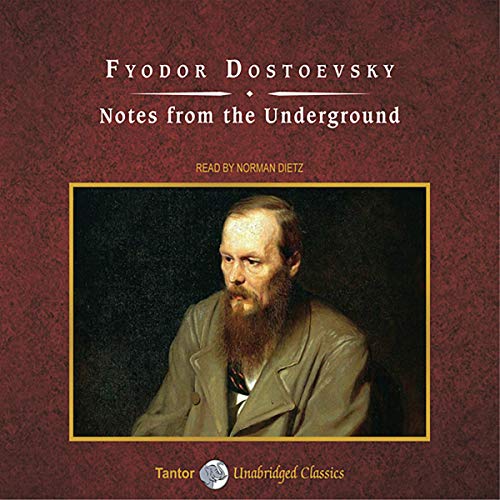 FYODOR DOSTOEVSKY
NOTES FROM THE UNDERGROUND
READ BY NORMAN DIETZ
Tantor Unabridged Classics